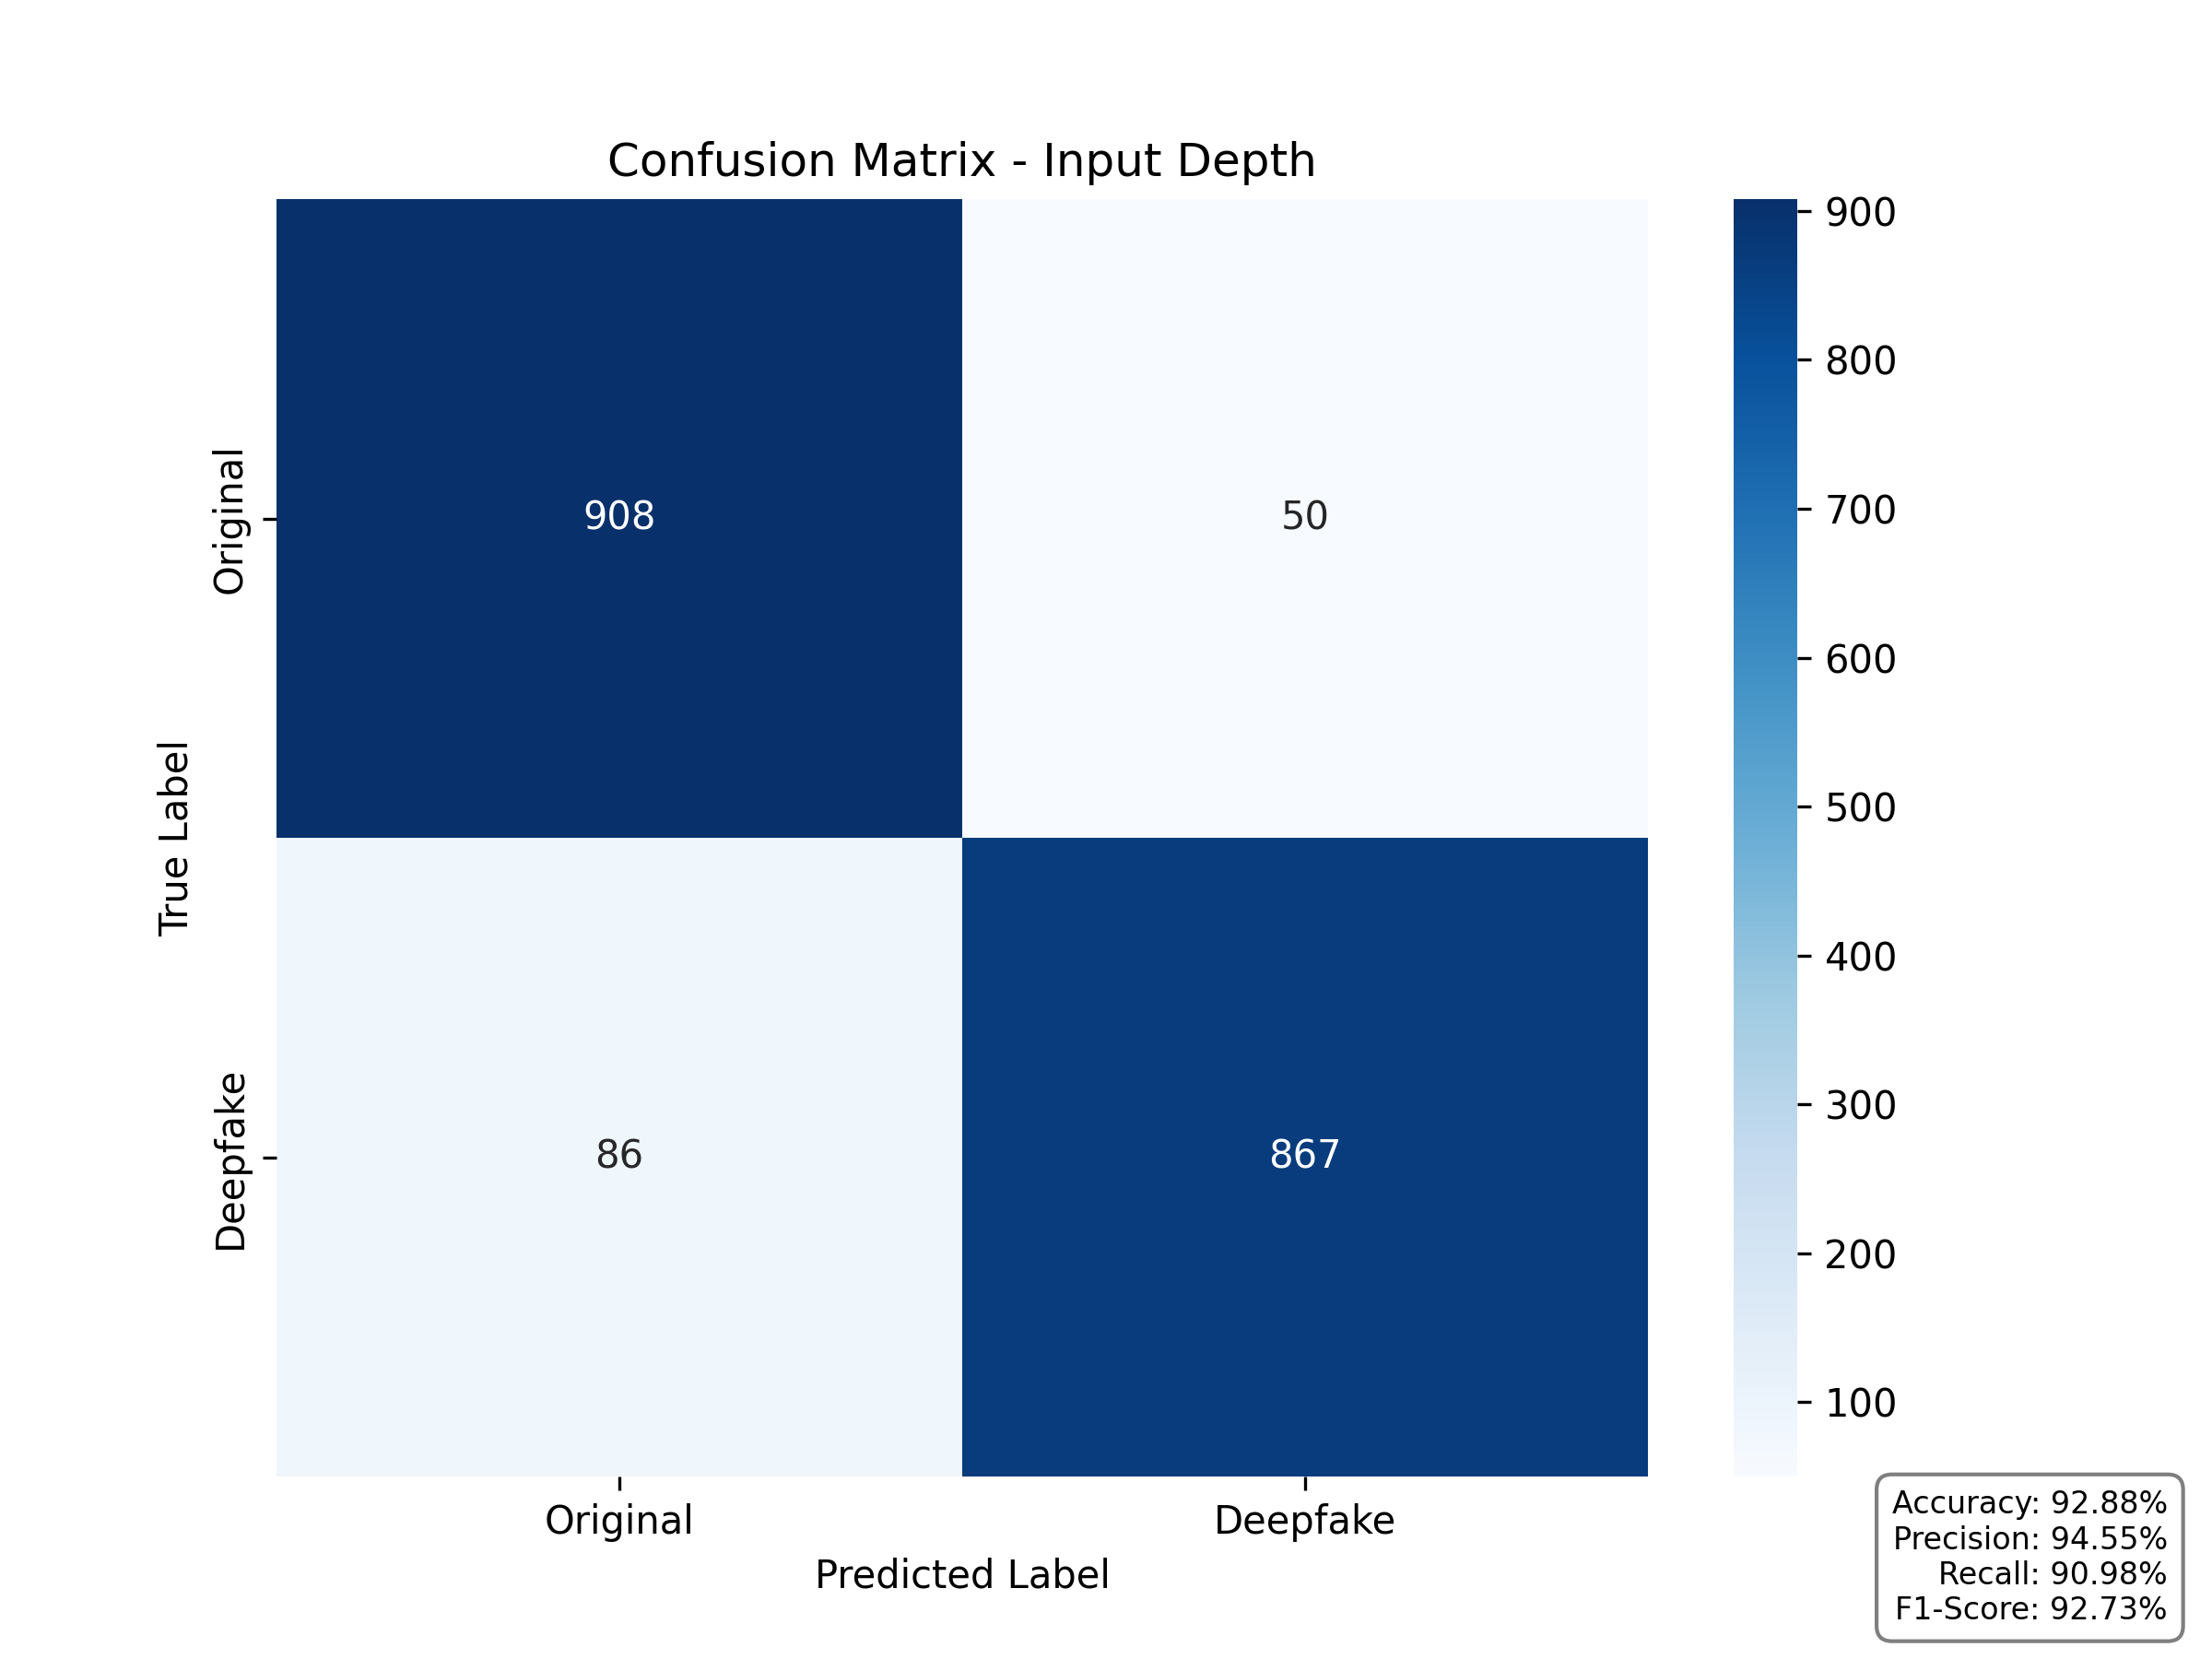 Confusion Matrix - Input Depth
True Label
Original
Deepfake
908
50
86
867
Original
Deepfake
Predicted Label
900
800
700
600
500
400
300
200
100
Accuracy: 92.88%
Precision: 94.55%
Recall: 90.98%
F1-Score: 92.73%